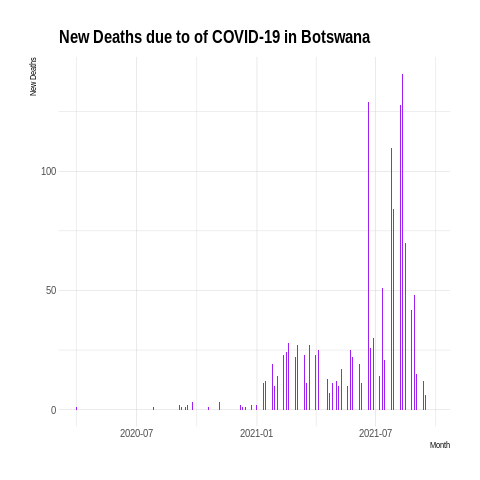 New Deaths due to of COVID-19 in Botswana
New Deaths
100
50
0
2020-07
2021-01
2021-07
Month